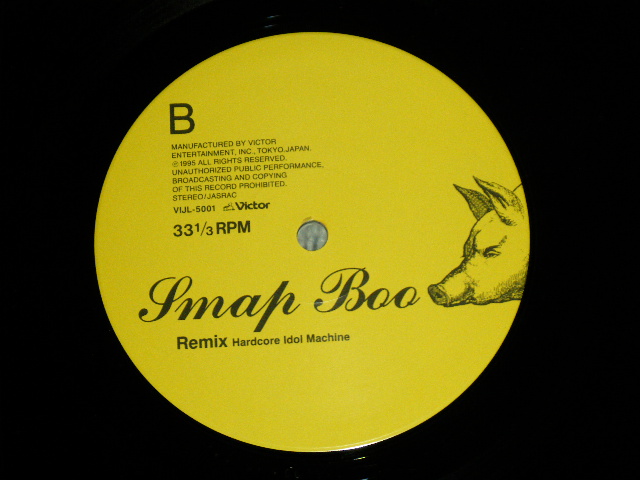 B
MANUFACTURED BY VICTOR
ENTERTAINMENT, INC., TOKYO.JAPAN.
℗1995 ALL RIGHTS RESERVED.
UNAUTHORIZED PUBLIC PERFORMANCE,
BROADCASTING AND COPYING
OF THIS RECORD PROHIBITED.
STEREO/JASRAC
VIJL-5001 Victor
33 1/3 RPM
Smap Boo
Remix Hardcore Idol Machine